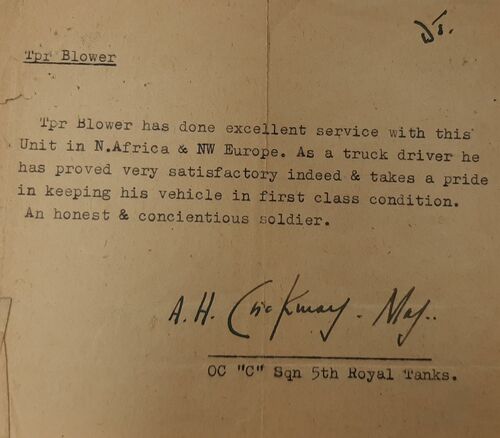 Tpr Blower
Tpr Blower has done excellent service with this
Unit in N.Africa & NW Europe. As a truck driver he
has proved very satisfactory indeed & takes a pride
in keeping his vehicle in first class condition.
An honest & concientious soldier.
A.H. Crickmay. Maj..
OC "C" Sqn 5th Royal Tanks.